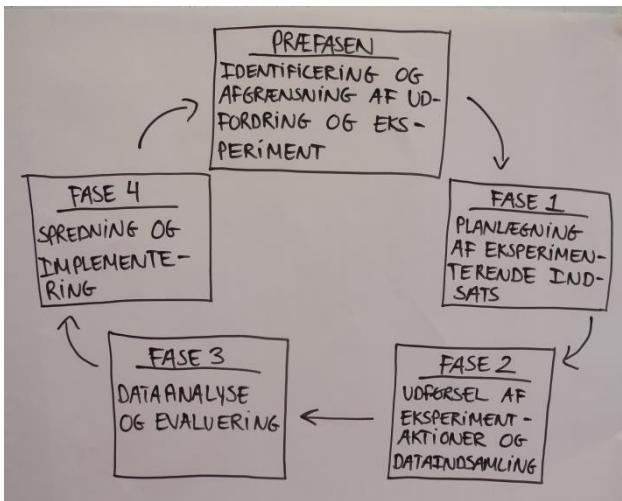 PRÆFASEN
IDENTIFICERING OG
AFGRÆNSNING AF UD-
FORDRING OG EKS-
PERIMENT
FASE 1
PLANLÆGNING
AF EKSPERIMEN-
TERENDE IND-
SATS
FASE 2
UDFØRSEL AF
EKSPERIMENT-
AKTIONER OG
DATAINDSAMLING
FASE 3
DATAANALYSE
OG EVALUERING
FASE 4
SPREDNING OG
IMPLEMENTE-
RING